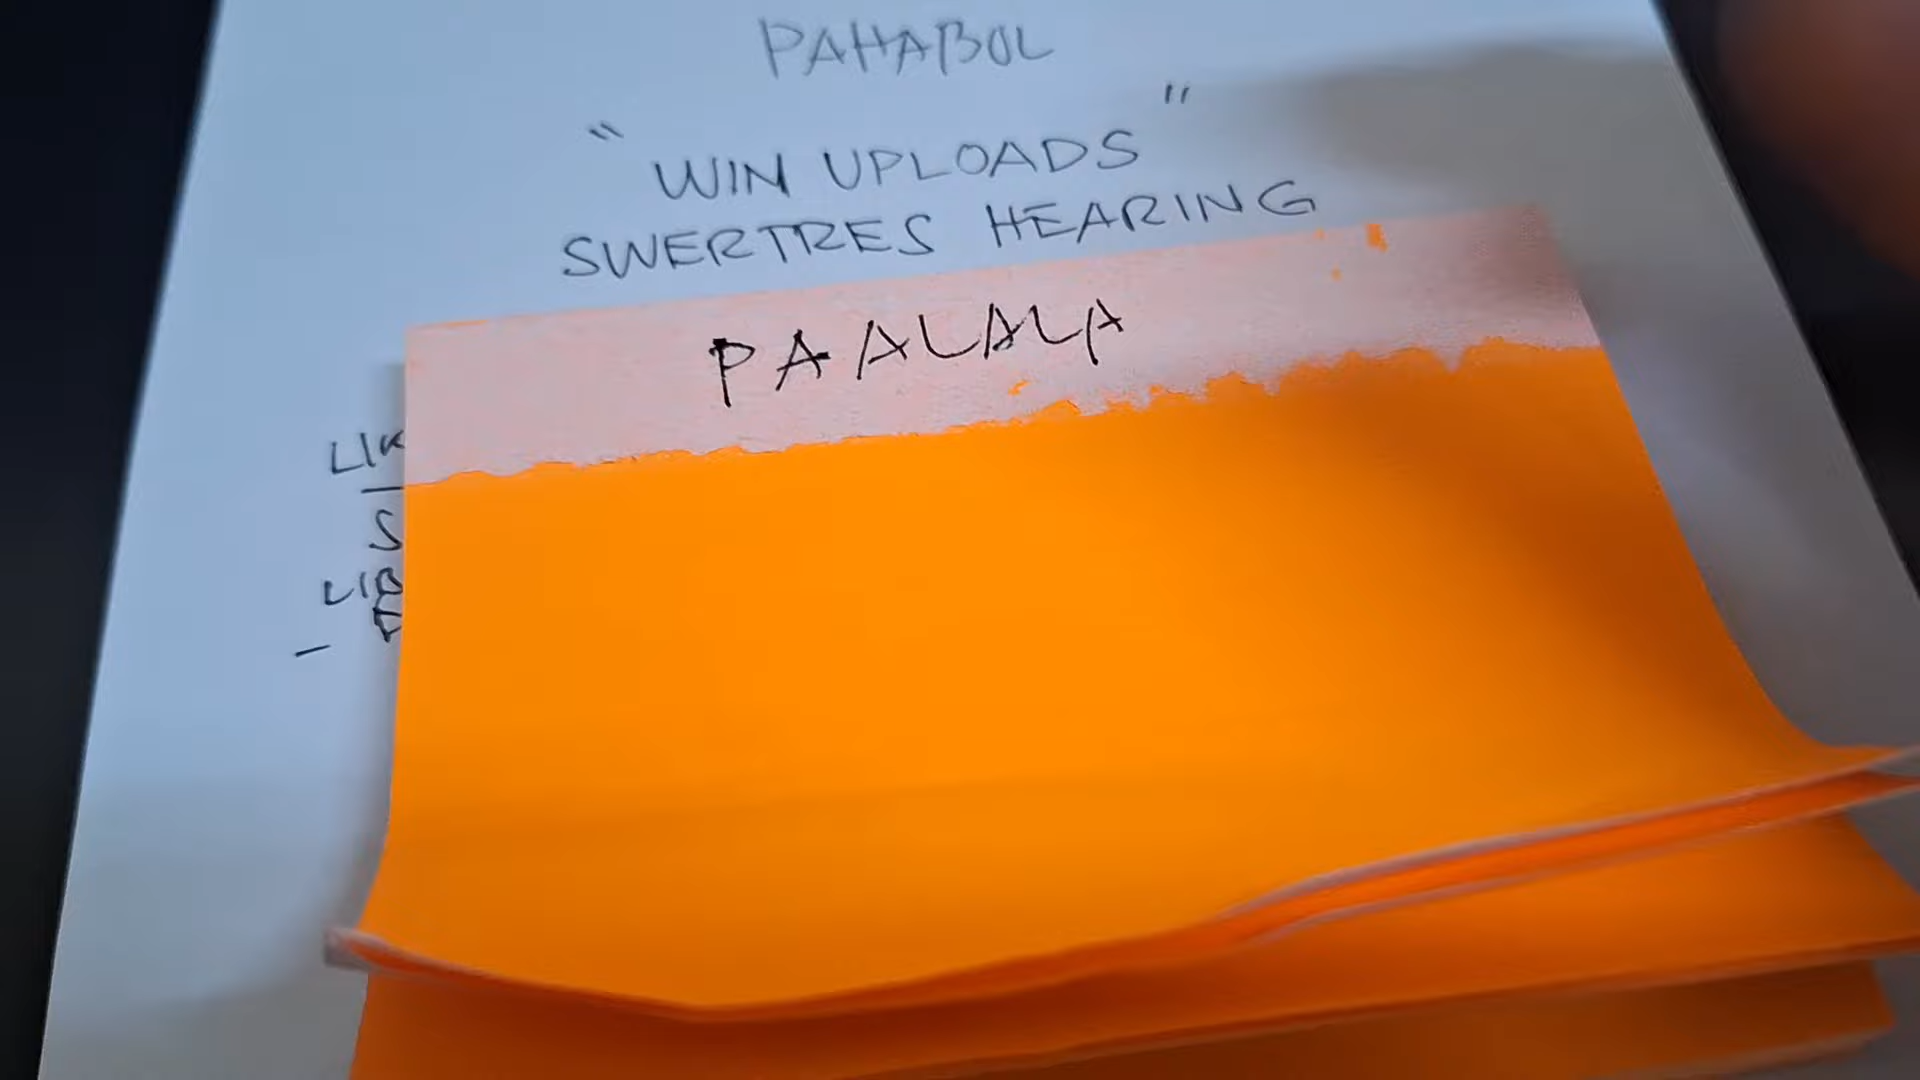 PAHABOL
" WIN UPLOADS "
SWERTRES HEARING
PAALALA